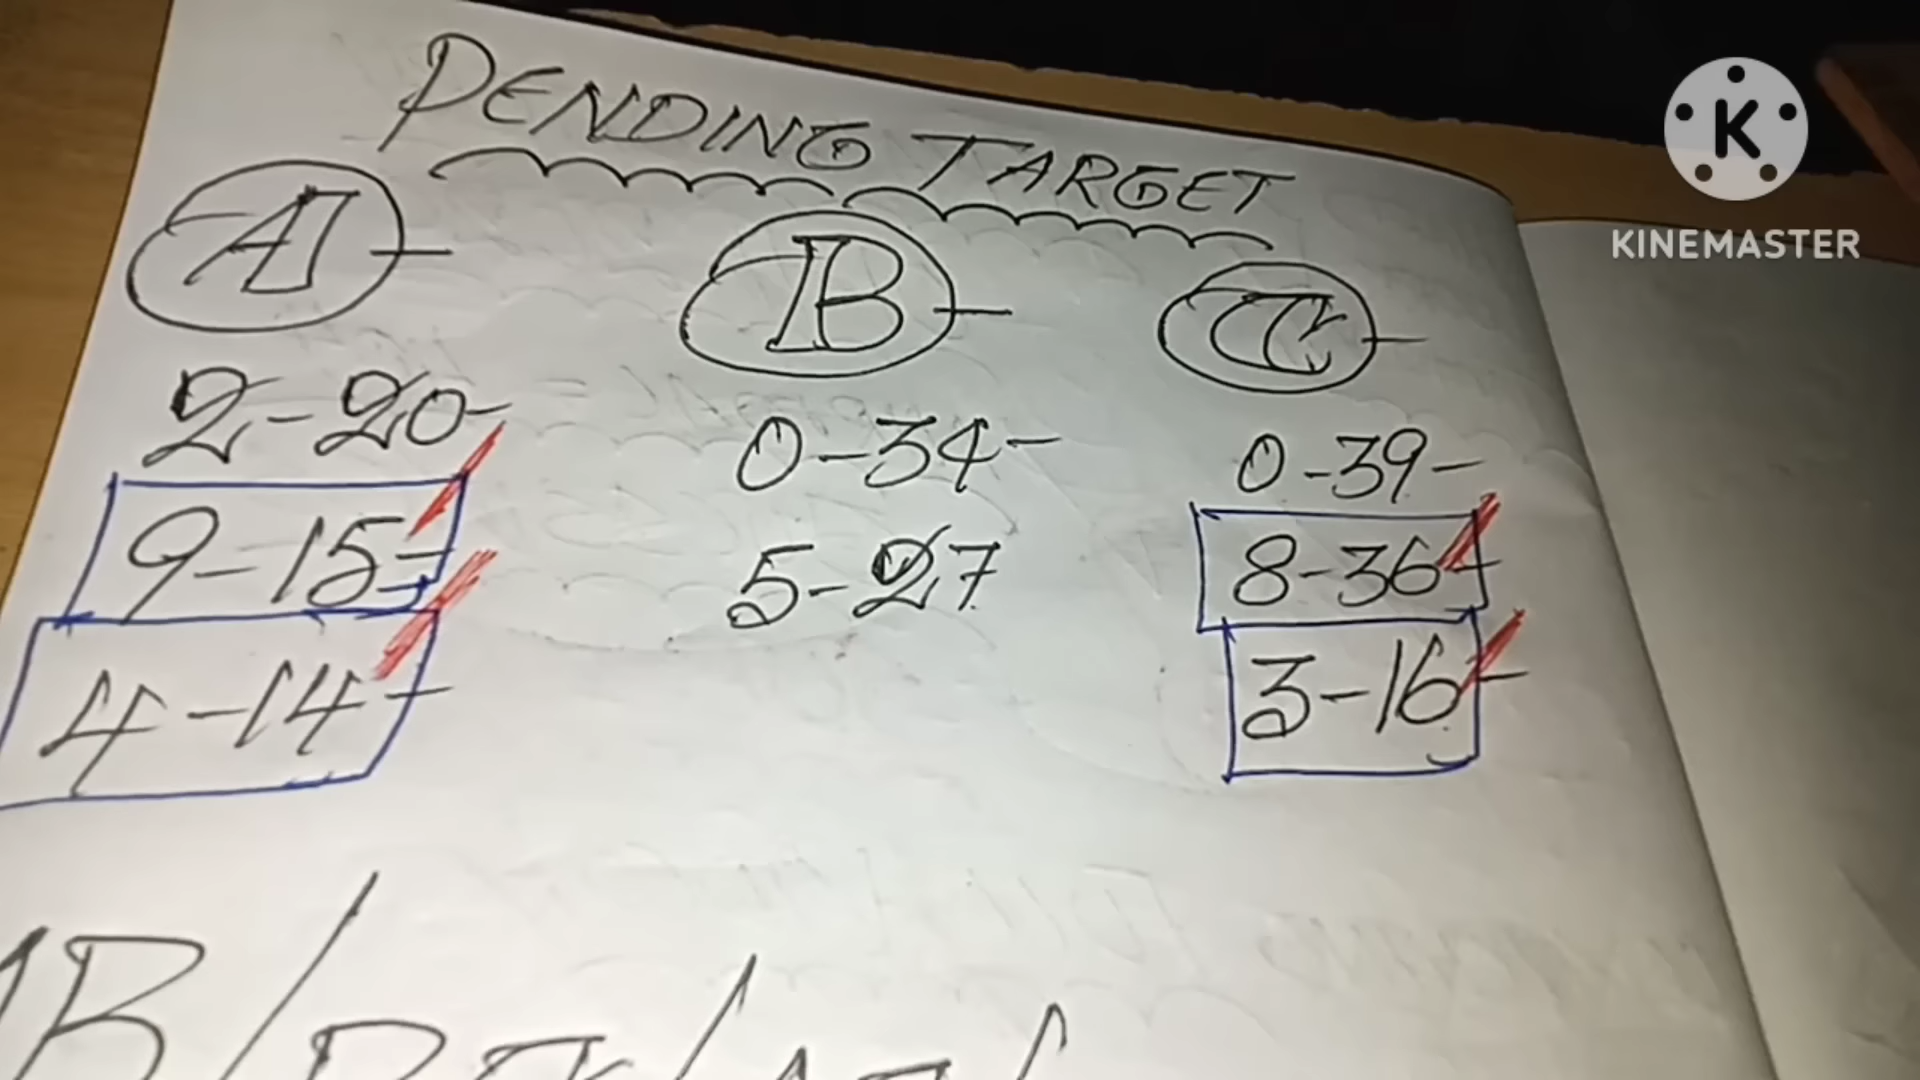 PENDING TARGET
K
KINEMASTER
A - B - C -
2-20- 0-34- 0-39-
9-15- 5-27 8-36-
4-14- 3-16-